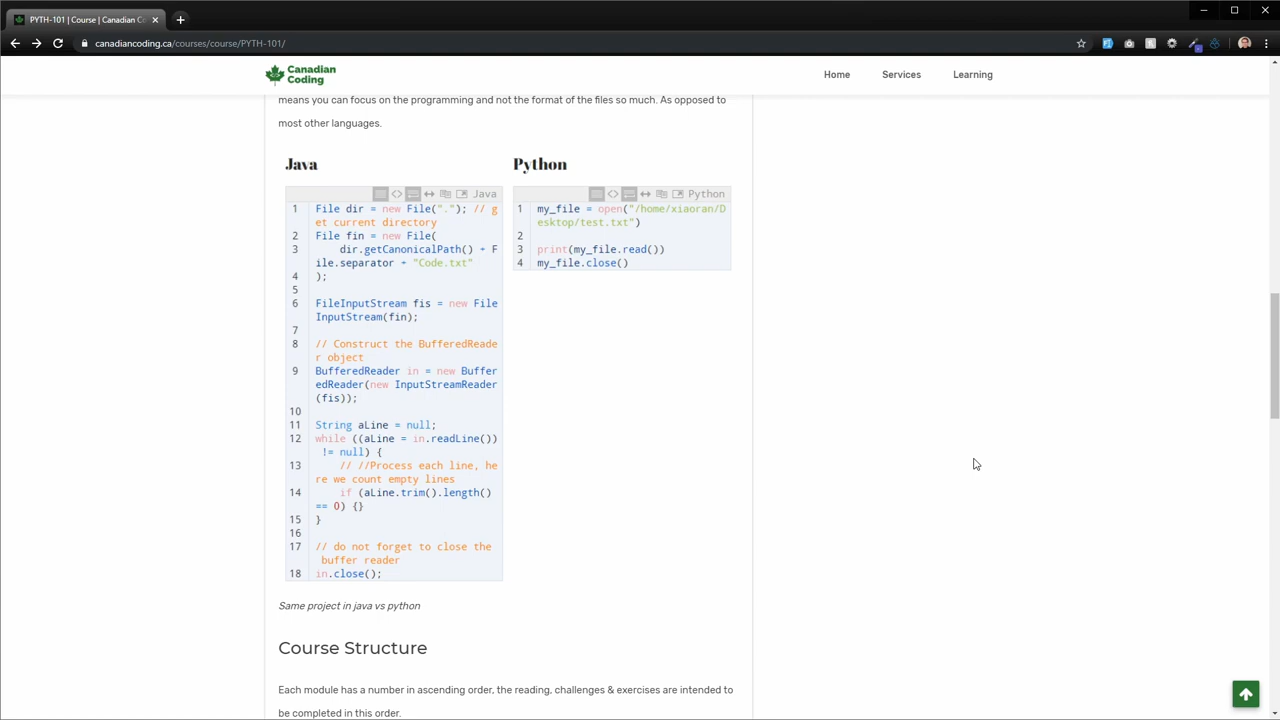 PYTH-101 | Course | Canadian Co
canadiancoding.ca/courses/course/PYTH-101/
Canadian
Coding
Home Services Learning
means you can focus on the programming and not the format of the files so much. As opposed to
most other languages.
Java
Java
1 File dir = new File("."); // g
et current directory
2 File fin = new File(
3 dir.getCanonicalPath() + F
ile.separator + "Code.txt"
4 );
5
6 FileInputStream fis = new File
InputStream(fin);
7
8 // Construct the BufferedReade
r object
9 BufferedReader in = new Buffer
edReader(new InputStreamReader
(fis));
10
11 String aLine = null;
12 while ((aLine = in.readLine())
!= null) {
13 // //Process each line, he
re we count empty lines
14 if (aLine.trim().length()
== 0) {}
15 }
16
17 // do not forget to close the
buffer reader
18 in.close();
Python
Python
1 my_file = open("/home/xiaoran/D
esktop/test.txt")
2
3 print(my_file.read())
4 my_file.close()
Same project in java vs python
Course Structure
Each module has a number in ascending order, the reading, challenges & exercises are intended to
be completed in this order.